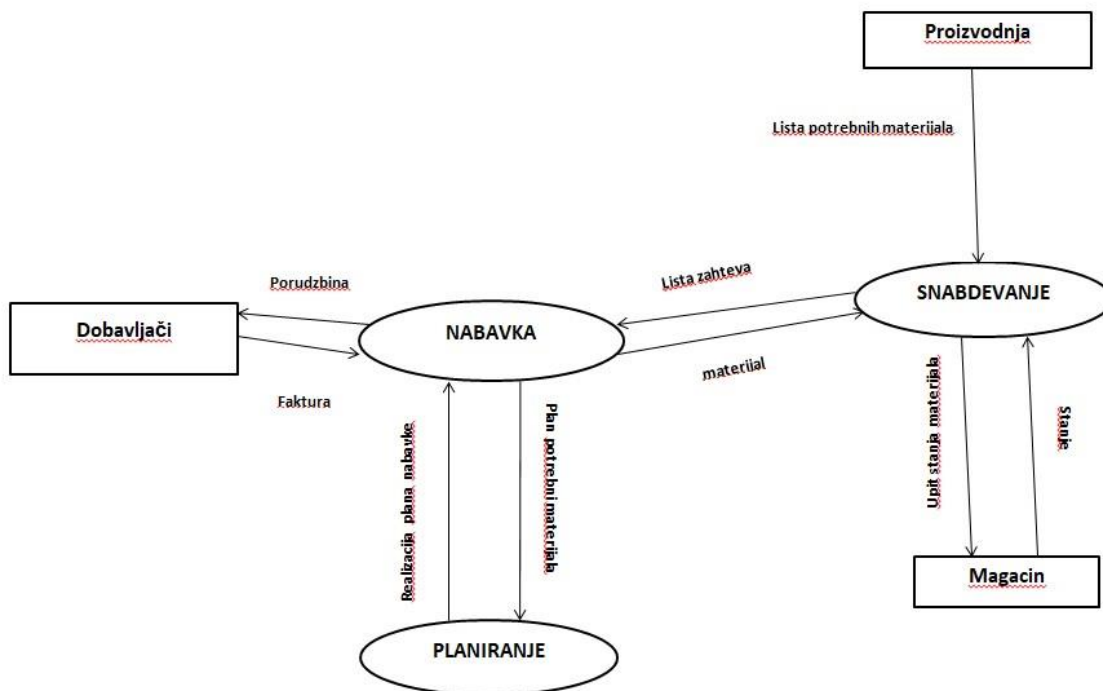 Proizvodnja
Lista potrebnih materijala
Lista zahteva
SNABDEVANJE
Porudzbina
Dobavljači
NABAVKA
materijal
Faktura
Realizacija plana nabavke
Plan potrebni materijala
Upit stanja materijala
Stanje
Magacin
PLANIRANJE